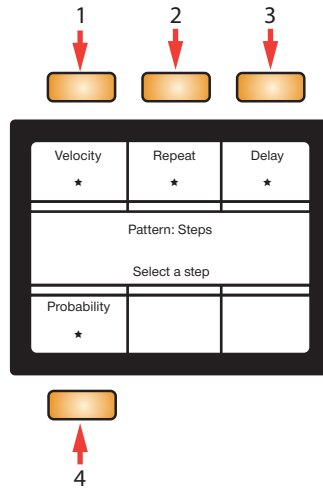 1 2 3
Velocity Repeat Delay
★ ★ ★
Pattern: Steps
Select a step
Probability
★
4